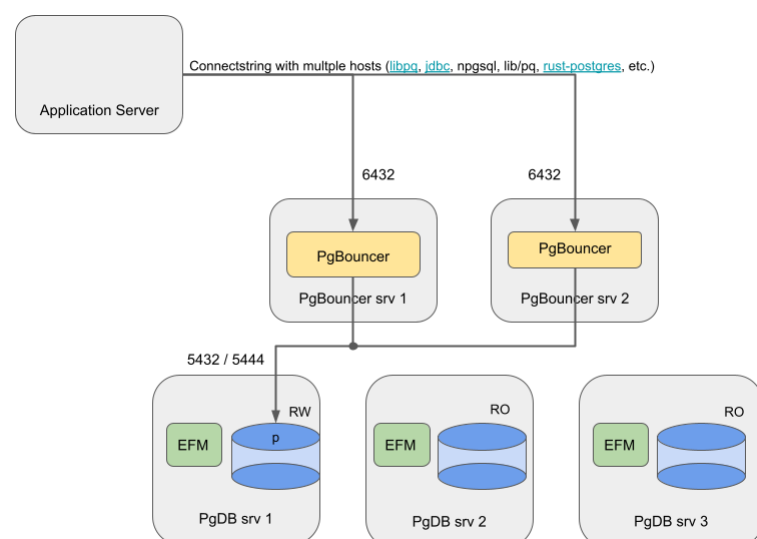 Connectstring with multple hosts (libpq, jdbc, npgsql, lib/pq, rust-postgres, etc.)
Application Server
6432
6432
PgBouncer
PgBouncer
PgBouncer srv 1
PgBouncer srv 2
5432 / 5444
RW
RO
RO
EFM
p
EFM
EFM
PgDB srv 1
PgDB srv 2
PgDB srv 3